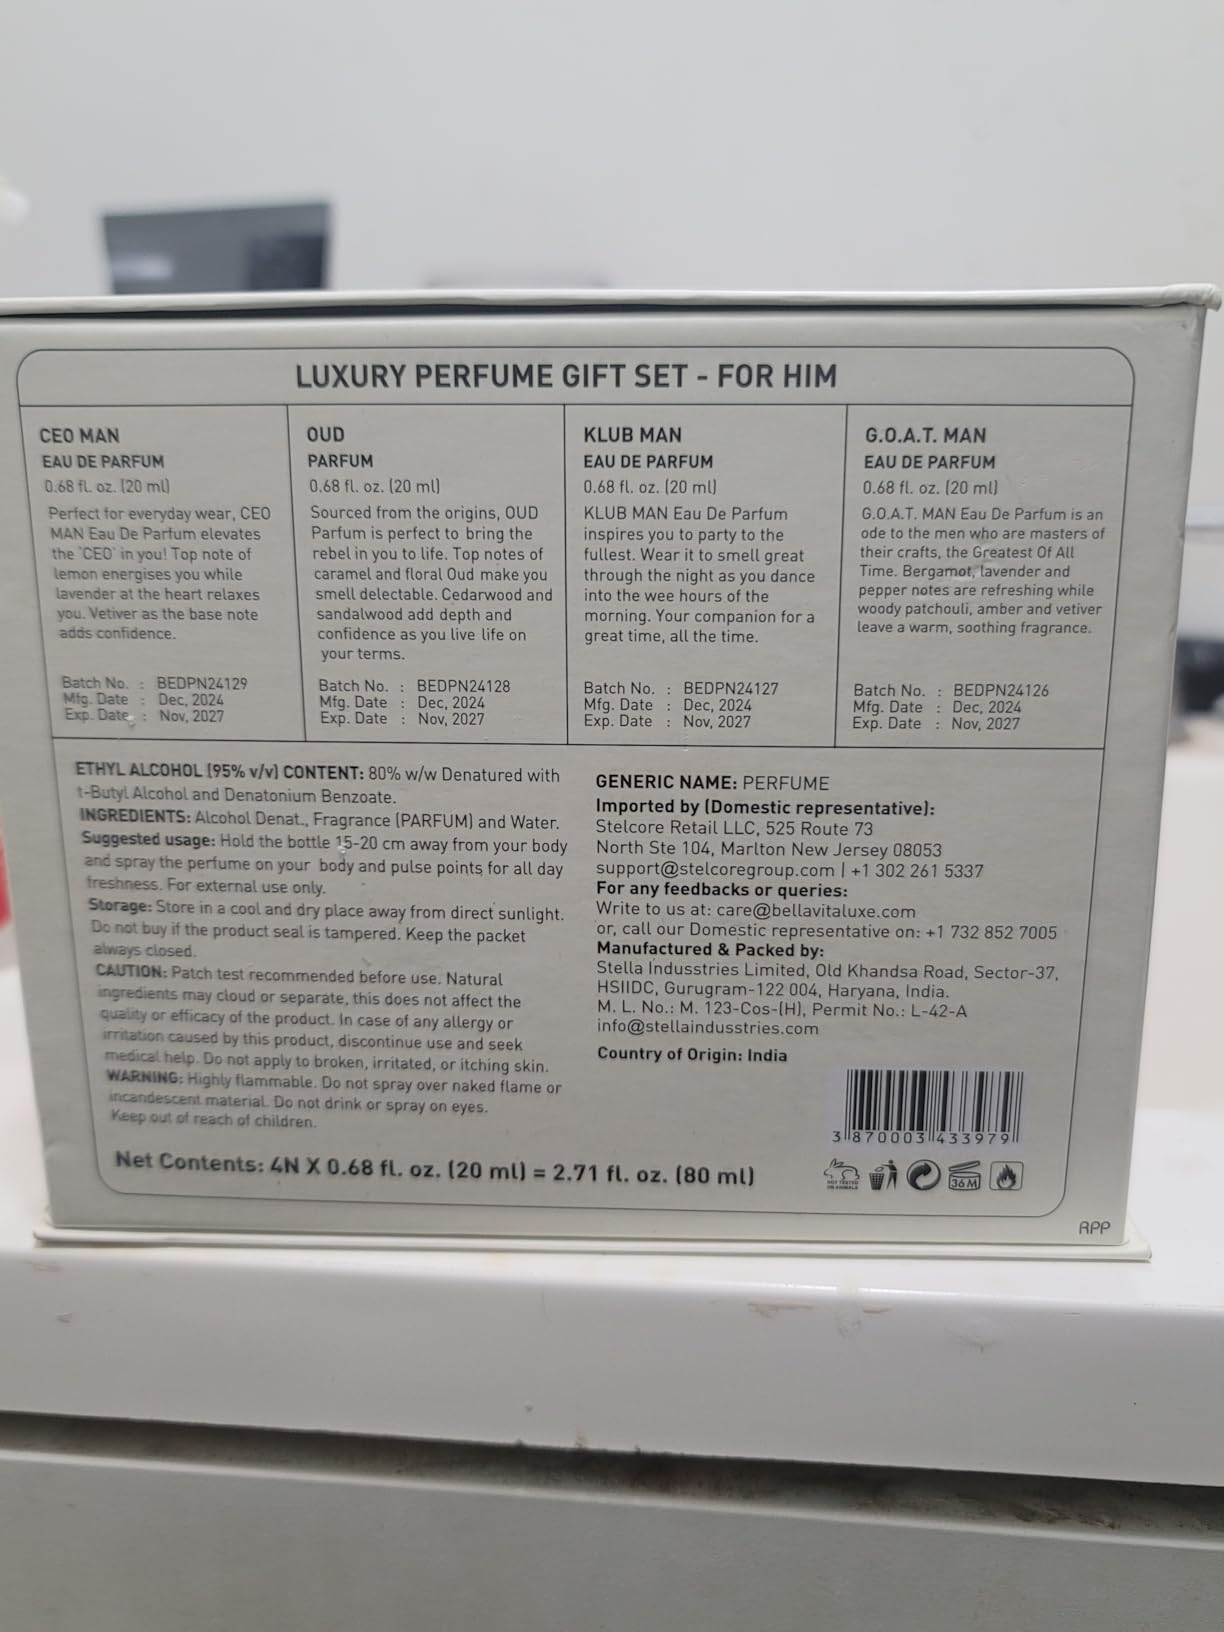 LUXURY PERFUME GIFT SET - FOR HIM
CEO MAN
EAU DE PARFUM
0.68 fl. oz. (20 ml)
Perfect for everyday wear, CEO
MAN Eau De Parfum elevates
the 'CEO' in you! Top note of
lemon energises you while
lavender at the heart relaxes
you. Vetiver as the base note
adds confidence.
Batch No. : BEDPN24129
Mfg. Date : Dec, 2024
Exp. Date : Nov, 2027
OUD
PARFUM
0.68 fl. oz. (20 ml)
Sourced from the origins, OUD
Parfum is perfect to bring the
rebel in you to life. Top notes of
caramel and floral Oud make you
smell delectable. Cedarwood and
sandalwood add depth and
confidence as you live life on
your terms.
Batch No. : BEDPN24128
Mfg. Date : Dec, 2024
Exp. Date : Nov, 2027
KLUB MAN
EAU DE PARFUM
0.68 fl. oz. (20 ml)
KLUB MAN Eau De Parfum
inspires you to party to the
fullest. Wear it to smell great
through the night as you dance
into the wee hours of the
morning. Your companion for a
great time, all the time.
Batch No. : BEDPN24127
Mfg. Date : Dec, 2024
Exp. Date : Nov, 2027
G.O.A.T. MAN
EAU DE PARFUM
0.68 fl. oz. (20 ml)
G.O.A.T. MAN Eau De Parfum is an
ode to the men who are masters of
their crafts, the Greatest Of All
Time. Bergamot, lavender and
pepper notes are refreshing while
woody patchouli, amber and vetiver
leave a warm, soothing fragrance.
Batch No. : BEDPN24126
Mfg. Date : Dec, 2024
Exp. Date : Nov, 2027
ETHYL ALCOHOL (95% v/v) CONTENT: 80% w/w Denatured with
t-Butyl Alcohol and Denatonium Benzoate.
INGREDIENTS: Alcohol Denat., Fragrance (PARFUM) and Water.
Suggested usage: Hold the bottle 15-20 cm away from your body
and spray the perfume on your body and pulse points for all day
freshness. For external use only.
Storage: Store in a cool and dry place away from direct sunlight.
Do not buy if the product seal is tampered. Keep the packet
always closed.
CAUTION: Patch test recommended before use. Natural
ingredients may cloud or separate, this does not affect the
quality or efficacy of the product. In case of any allergy or
irritation caused by this product, discontinue use and seek
medical help. Do not apply to broken, irritated, or itching skin.
WARNING: Highly flammable. Do not spray over naked flame or
incandescent material. Do not drink or spray on eyes.
Keep out of reach of children.
GENERIC NAME: PERFUME
Imported by (Domestic representative):
Stelcore Retail LLC, 525 Route 73
North Ste 104, Marlton New Jersey 08053
support@stelcoregroup.com | +1 302 261 5337
For any feedbacks or queries:
Write to us at: care@bellavitaluxe.com
or, call our Domestic representative on: +1 732 852 7005
Manufactured & Packed by:
Stella Indusstries Limited, Old Khandsa Road, Sector-37,
HSIIDC, Gurugram-122 004, Haryana, India.
M. L. No.: M. 123-Cos-(H), Permit No.: L-42-A
info@stellaindusstries.com
Country of Origin: India
3 870003 433979
Net Contents: 4N X 0.68 fl. oz. (20 ml) = 2.71 fl. oz. (80 ml)
NOT TESTED
ON ANIMALS
36 M
RPP